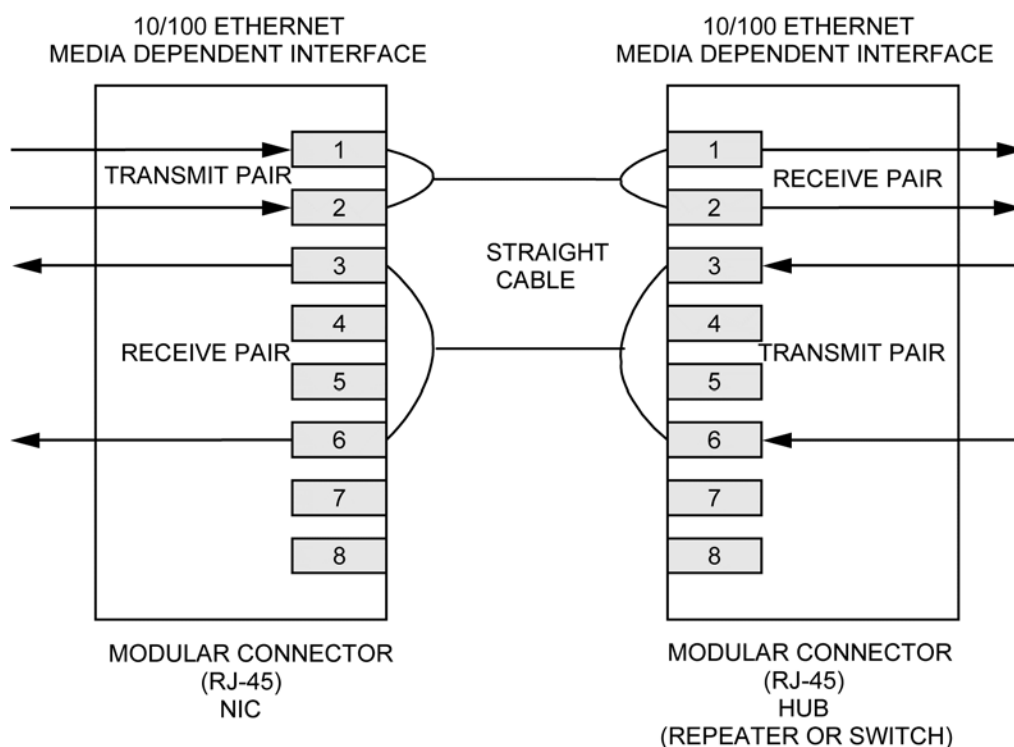 10/100 ETHERNET
MEDIA DEPENDENT INTERFACE
10/100 ETHERNET
MEDIA DEPENDENT INTERFACE
1
TRANSMIT PAIR
2
3
4
RECEIVE PAIR
5
6
7
8
STRAIGHT
CABLE
1
RECEIVE PAIR
2
3
4
TRANSMIT PAIR
5
6
7
8
MODULAR CONNECTOR
(RJ-45)
NIC
MODULAR CONNECTOR
(RJ-45)
HUB
(REPEATER OR SWITCH)